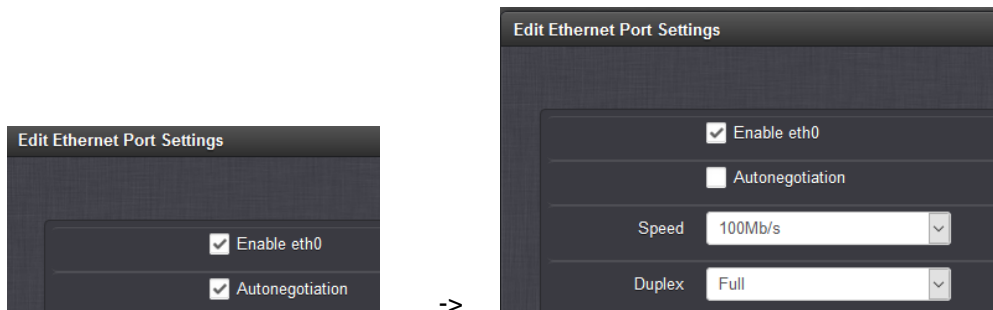 Edit Ethernet Port Settings
Enable eth0
Autonegotiation
->
Edit Ethernet Port Settings
Enable eth0
Autonegotiation
Speed 100Mb/s
Duplex Full